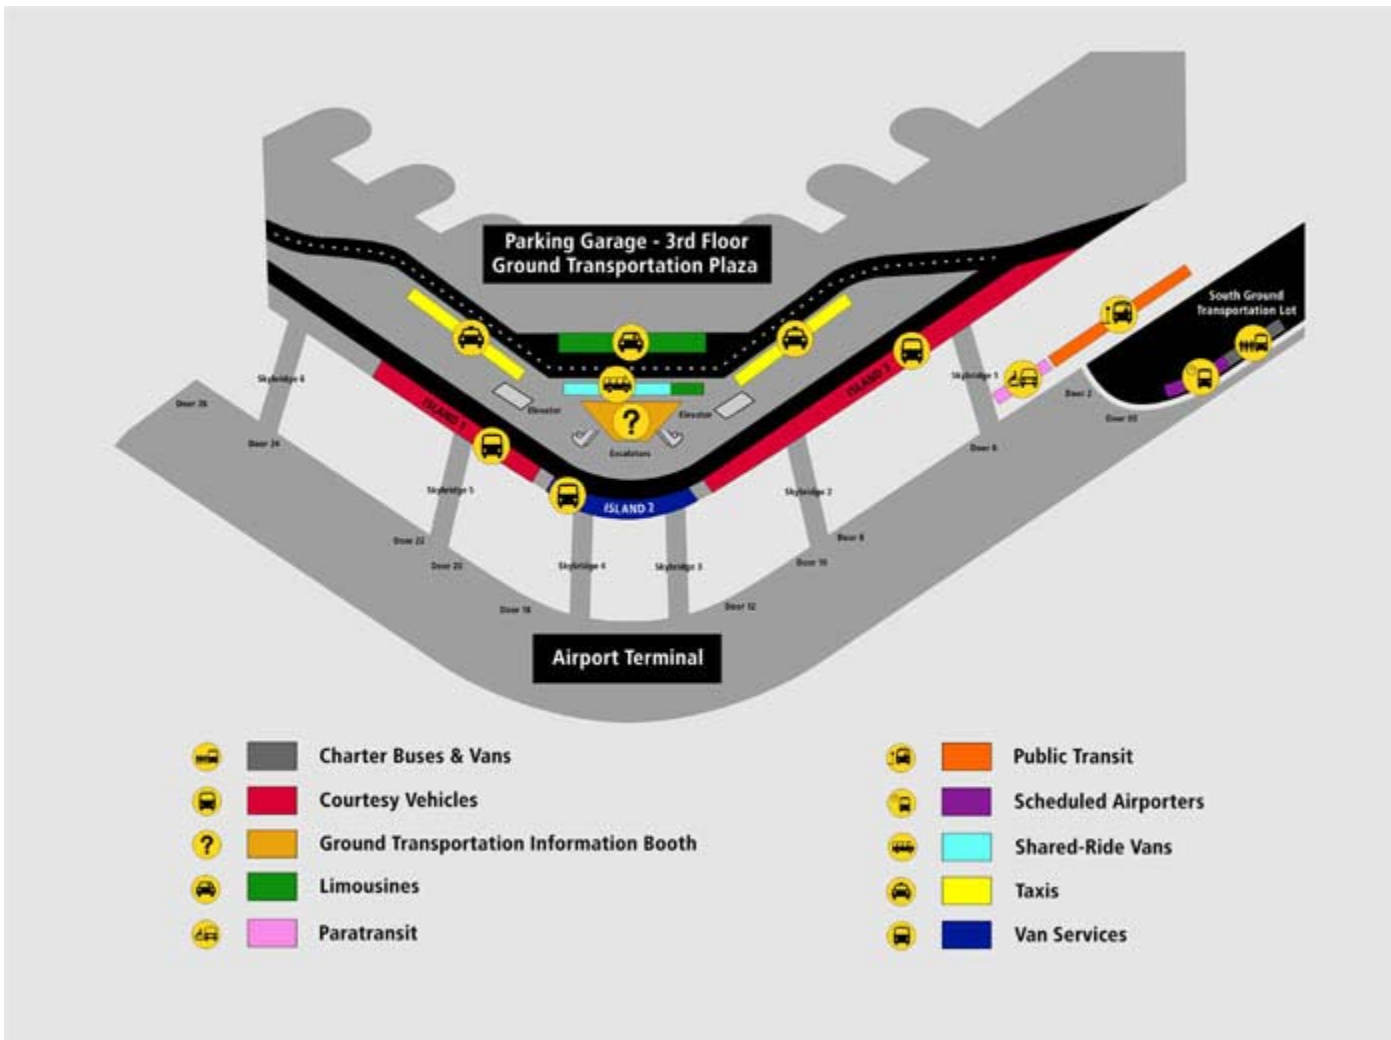 Parking Garage - 3rd Floor
Ground Transportation Plaza
South Ground
Transportation Lot
Skybridge 6
Skybridge 1
Door 26
Door 24
ISLAND 1
ISLAND 3
Elevator
Elevator
Escalators
Door 2
Door 6
Skybridge 5
Skybridge 2
ISLAND 2
Door 22
Door 8
Skybridge 4
Skybridge 3
Door 10
Door 18
Door 12
Airport Terminal
Charter Buses & Vans
Courtesy Vehicles
Ground Transportation Information Booth
Limousines
Paratransit
Public Transit
Scheduled Airporters
Shared-Ride Vans
Taxis
Van Services